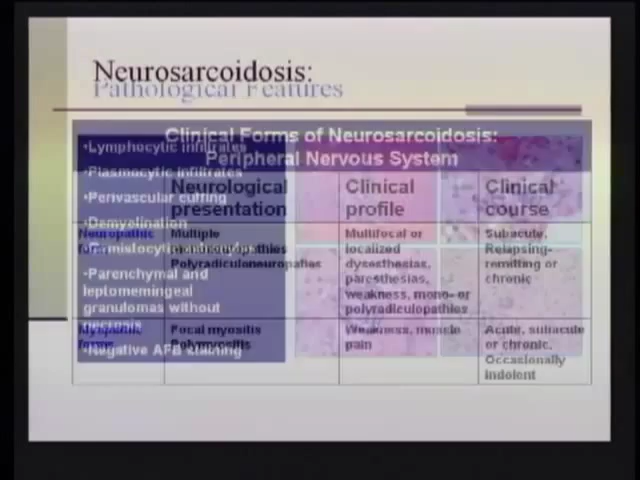 Neurosarcoidosis:
Pathological Features
Clinical Forms of Neurosarcoidosis:
Peripheral Nervous System
•Lymphocytic infiltrates
•Plasmocytic infiltrates
•Perivascular cuffing
•Demyelination
•Parenchymal and
leptomeningeal
granulomas without
•Negative AFB staining
Neurological
presentation
Clinical
profile
Clinical
course
Neuropathic
Multiple
Polyradiculoneuropathies
Multifocal or
localized
dysesthesias,
paresthesias,
weakness, mono- or
polyradiculopathies
Subacute,
Relapsing-
remitting or
chronic
Myopathic
Focal myositis
Polymyositis
Weakness, muscle
pain
Acute, subacute
or chronic.
Occasionally
indolent